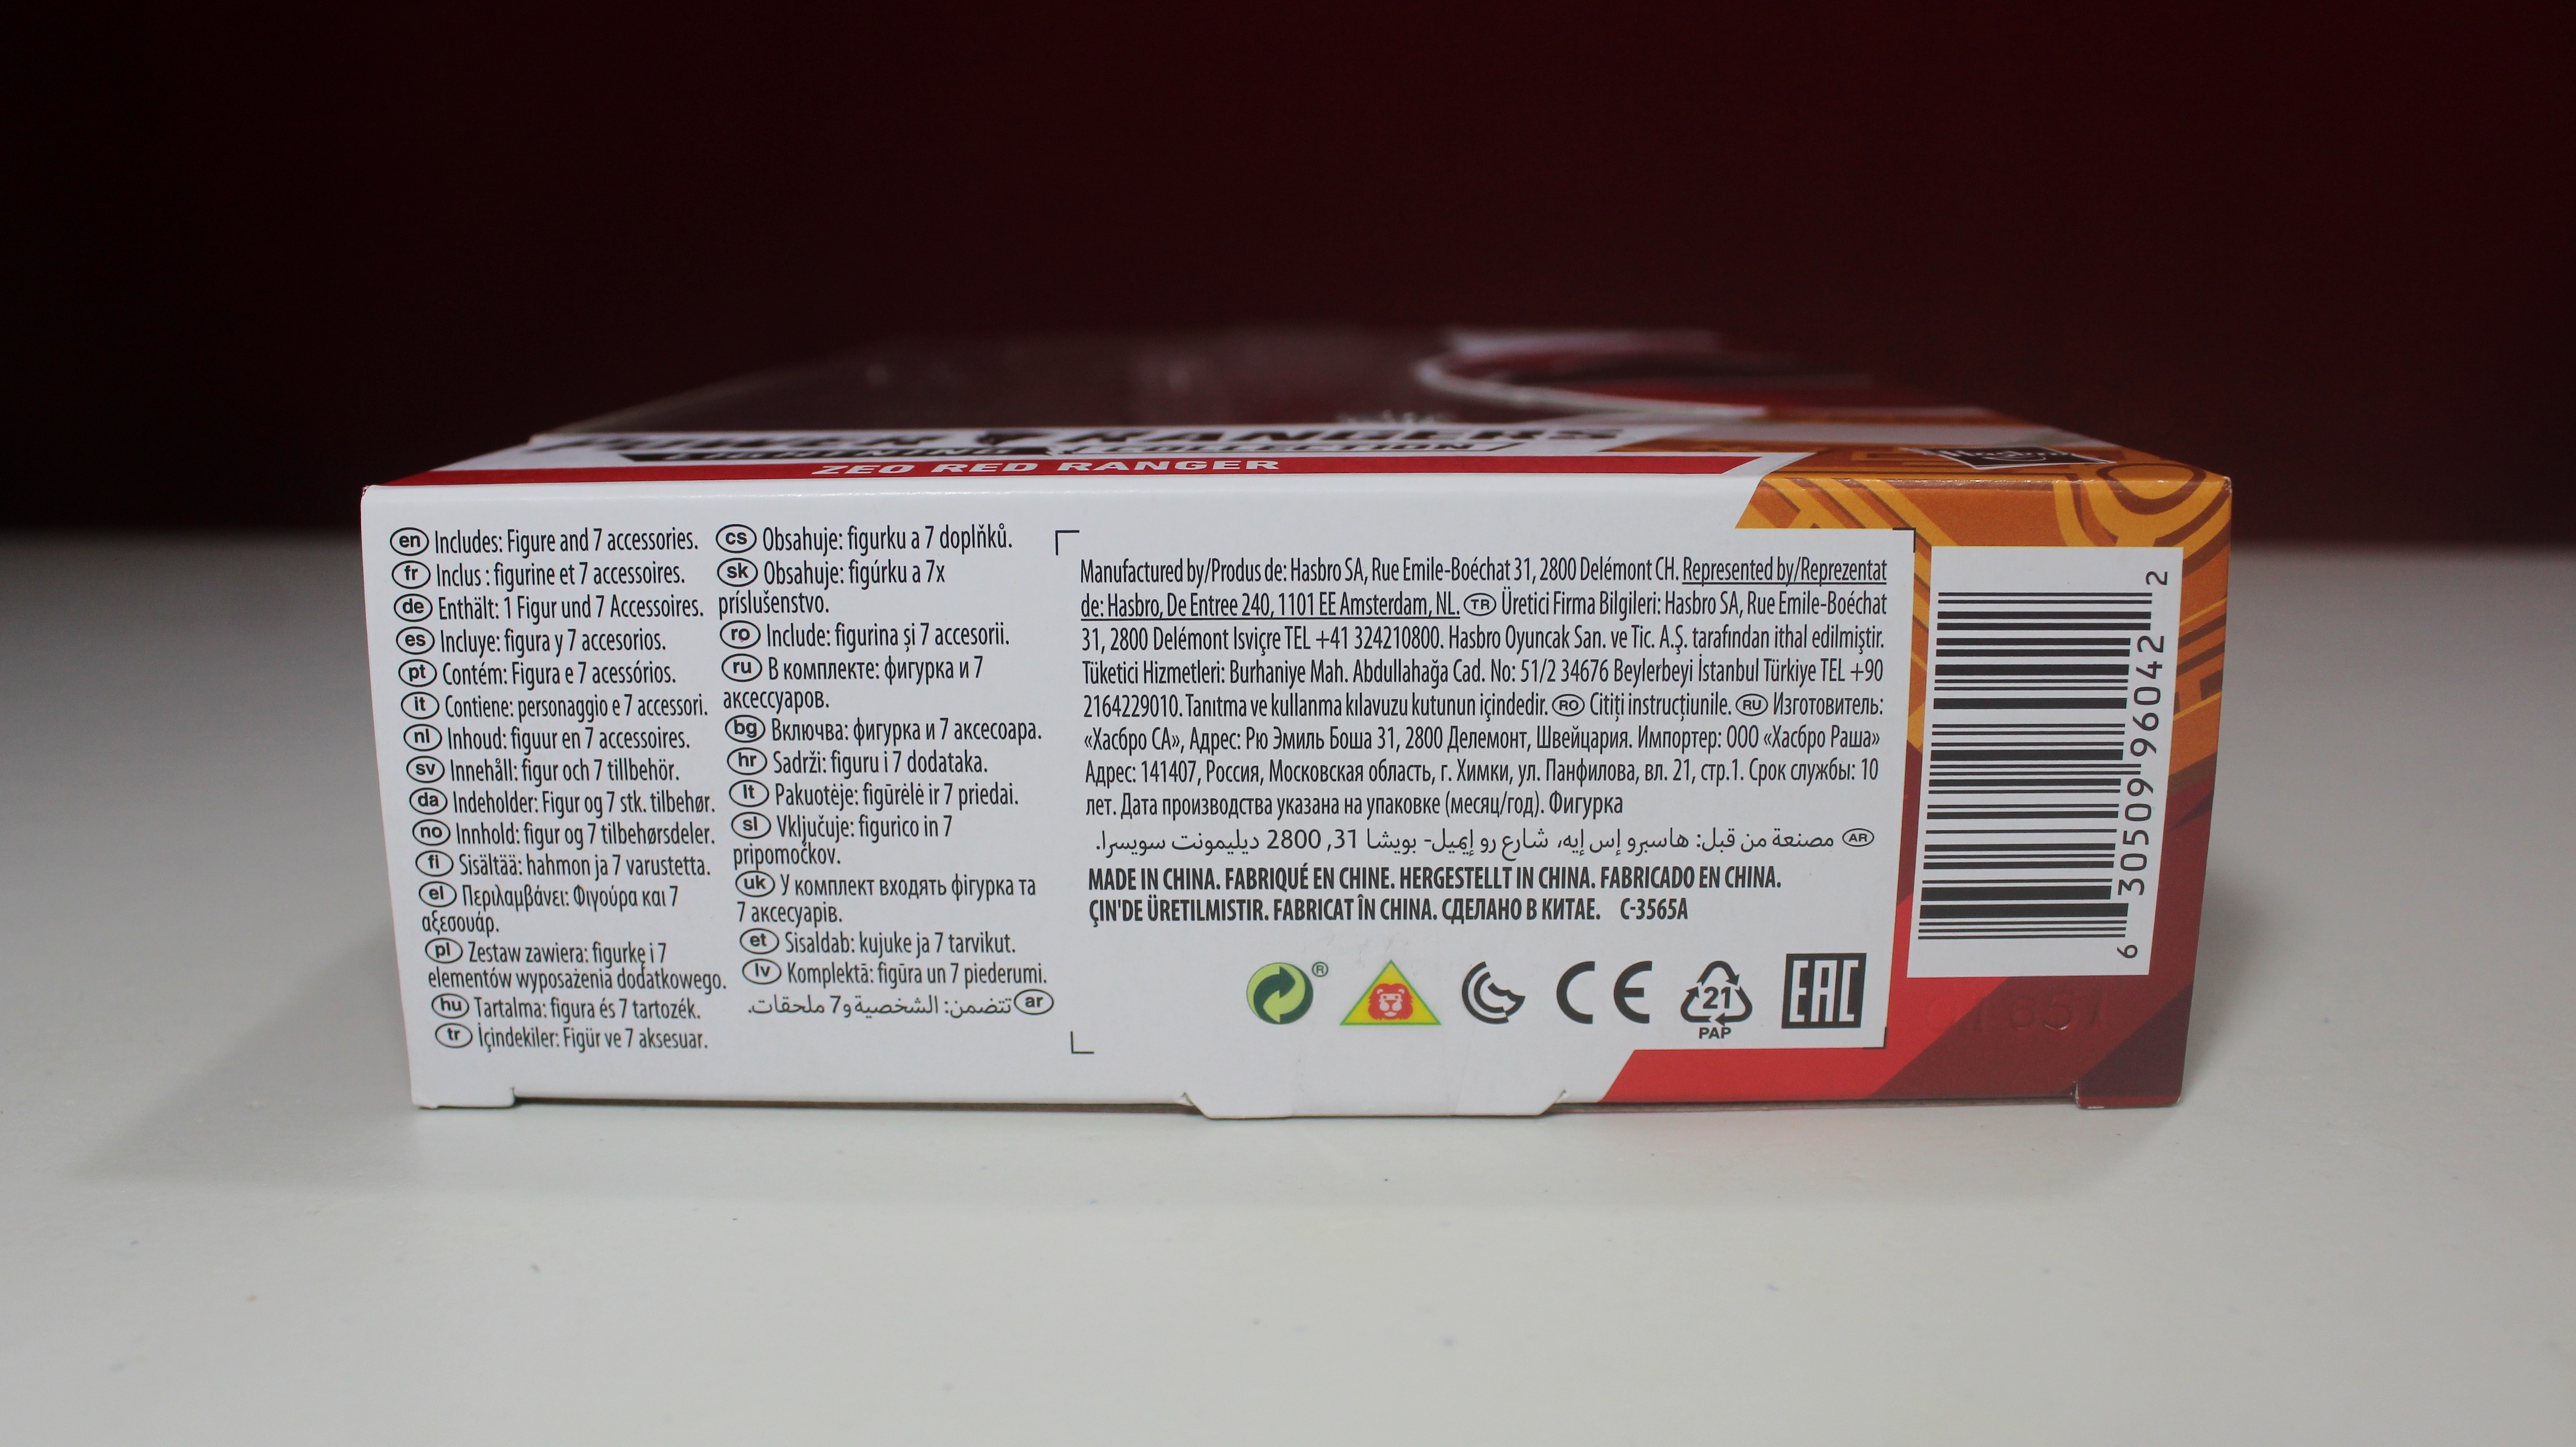 POWER RANGERS
LIGHTNING COLLECTION
ZEO RED RANGER
Hasbro
en Includes: Figure and 7 accessories.
fr Inclus : figurine et 7 accessoires.
de Enthält: 1 Figur und 7 Accessoires.
es Incluye: figura y 7 accesorios.
pt Contém: Figura e 7 acessórios.
it Contiene: personaggio e 7 accessori.
nl Inhoud: figuur en 7 accessoires.
sv Innehåll: figur och 7 tillbehör.
da Indeholder: Figur og 7 stk. tilbehør.
no Innhold: figur og 7 tilbehørsdeler.
fi Sisältää: hahmon ja 7 varustetta.
el Περιλαμβάνει: Φιγούρα και 7
αξεσουάρ.
pl Zestaw zawiera: figurkę i 7
elementów wyposażenia dodatkowego.
hu Tartalma: figura és 7 tartozék.
tr İçindekiler: Figür ve 7 aksesuar.
cs Obsahuje: figurku a 7 doplňků.
sk Obsahuje: figúrku a 7x
príslušenstvo.
ro Include: figurina și 7 accesorii.
ru В комплекте: фигурка и 7
аксессуаров.
bg Включва: фигурка и 7 аксесоара.
hr Sadrži: figuru i 7 dodataka.
lt Pakuotėje: figūrėlė ir 7 priedai.
sl Vključuje: figurico in 7
pripomočkov.
uk У комплект входять фігурка та
7 аксесуарів.
et Sisaldab: kujuke ja 7 tarvikut.
lv Komplektā: figūra un 7 piederumi.
ar تتضمن: الشخصية و7 ملحقات.
Manufactured by/Produs de: Hasbro SA, Rue Emile-Boéchat 31, 2800 Delémont CH. Represented by/Reprezentat
de: Hasbro, De Entree 240, 1101 EE Amsterdam, NL. TR Üretici Firma Bilgileri: Hasbro SA, Rue Emile-Boéchat
31, 2800 Delémont Isviçre TEL +41 324210800. Hasbro Oyuncak San. ve Tic. A.Ş. tarafından ithal edilmiştir.
Tüketici Hizmetleri: Burhaniye Mah. Abdullahağa Cad. No: 51/2 34676 Beylerbeyi İstanbul Türkiye TEL +90
2164229010. Tanıtma ve kullanma kılavuzu kutunun içindedir. RO Citiți instrucțiunile. RU Изготовитель:
«Хасбро СА», Адрес: Рю Эмиль Боша 31, 2800 Делемонт, Швейцария. Импортер: ООО «Хасбро Раша»
Адрес: 141407, Россия, Московская область, г. Химки, ул. Панфилова, вл. 21, стр.1. Срок службы: 10
лет. Дата производства указана на упаковке (месяц/год). Фигурка
AR مصنعة من قبل: هاسبرو إس إيه، شارع رو إيميل- بويشا 31, 2800 ديليمونت سويسرا.
MADE IN CHINA. FABRIQUÉ EN CHINE. HERGESTELLT IN CHINA. FABRICADO EN CHINA.
ÇIN'DE ÜRETILMISTIR. FABRICAT ÎN CHINA. СДЕЛАНО В КИТАЕ. C-3565A
® CE 21 PAP EAC
6 30509 96042 2